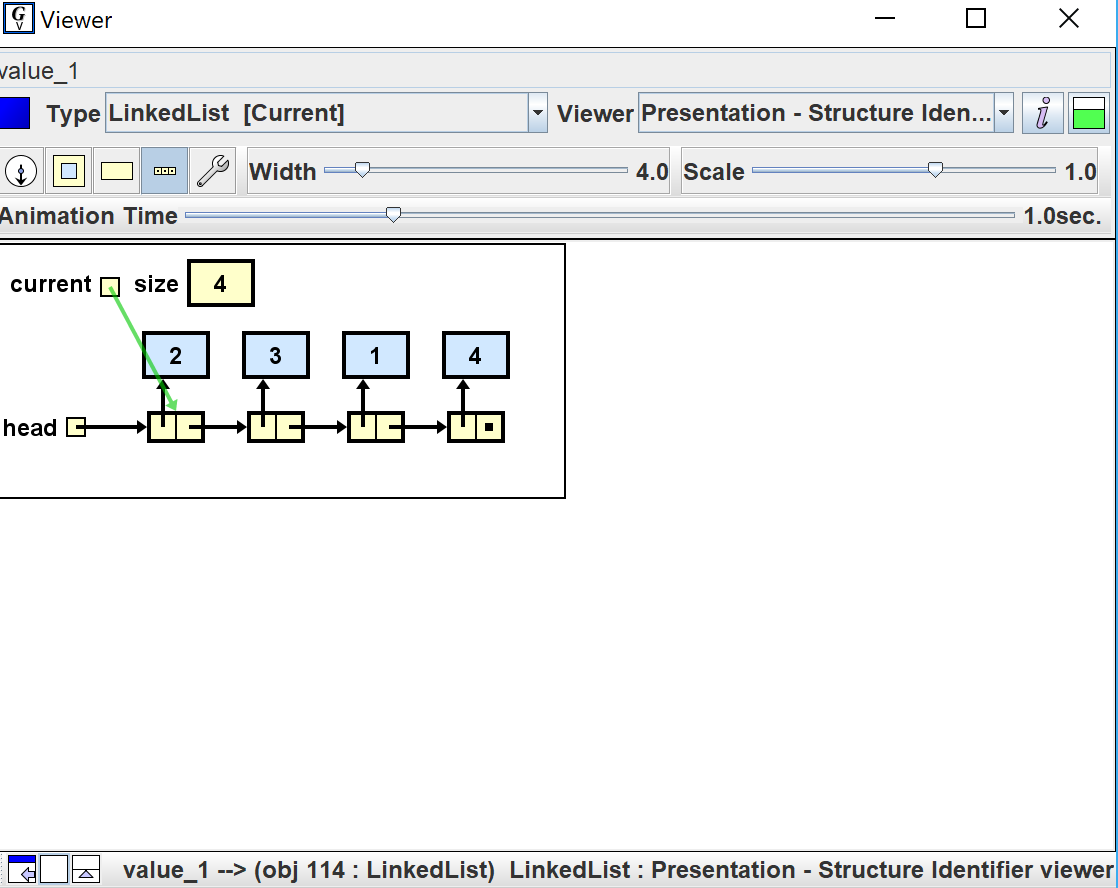 G V Viewer
value_1
Type LinkedList [Current] Viewer Presentation - Structure Iden... i
Width 4.0 Scale 1.0
Animation Time 1.0sec.
current size 4
2 3 1 4
head
value_1 --> (obj 114 : LinkedList) LinkedList : Presentation - Structure Identifier viewer